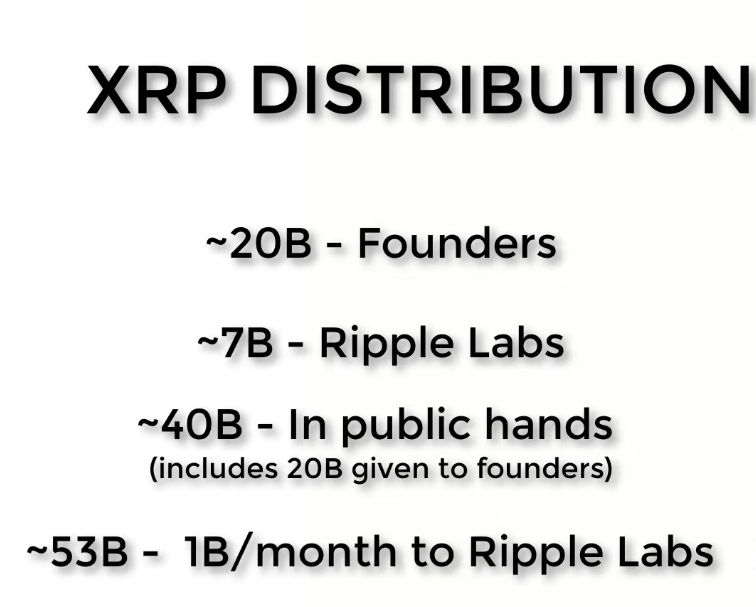 XRP DISTRIBUTION
~20B - Founders
~7B - Ripple Labs
~40B - In public hands
(includes 20B given to founders)
~53B - 1B/month to Ripple Labs